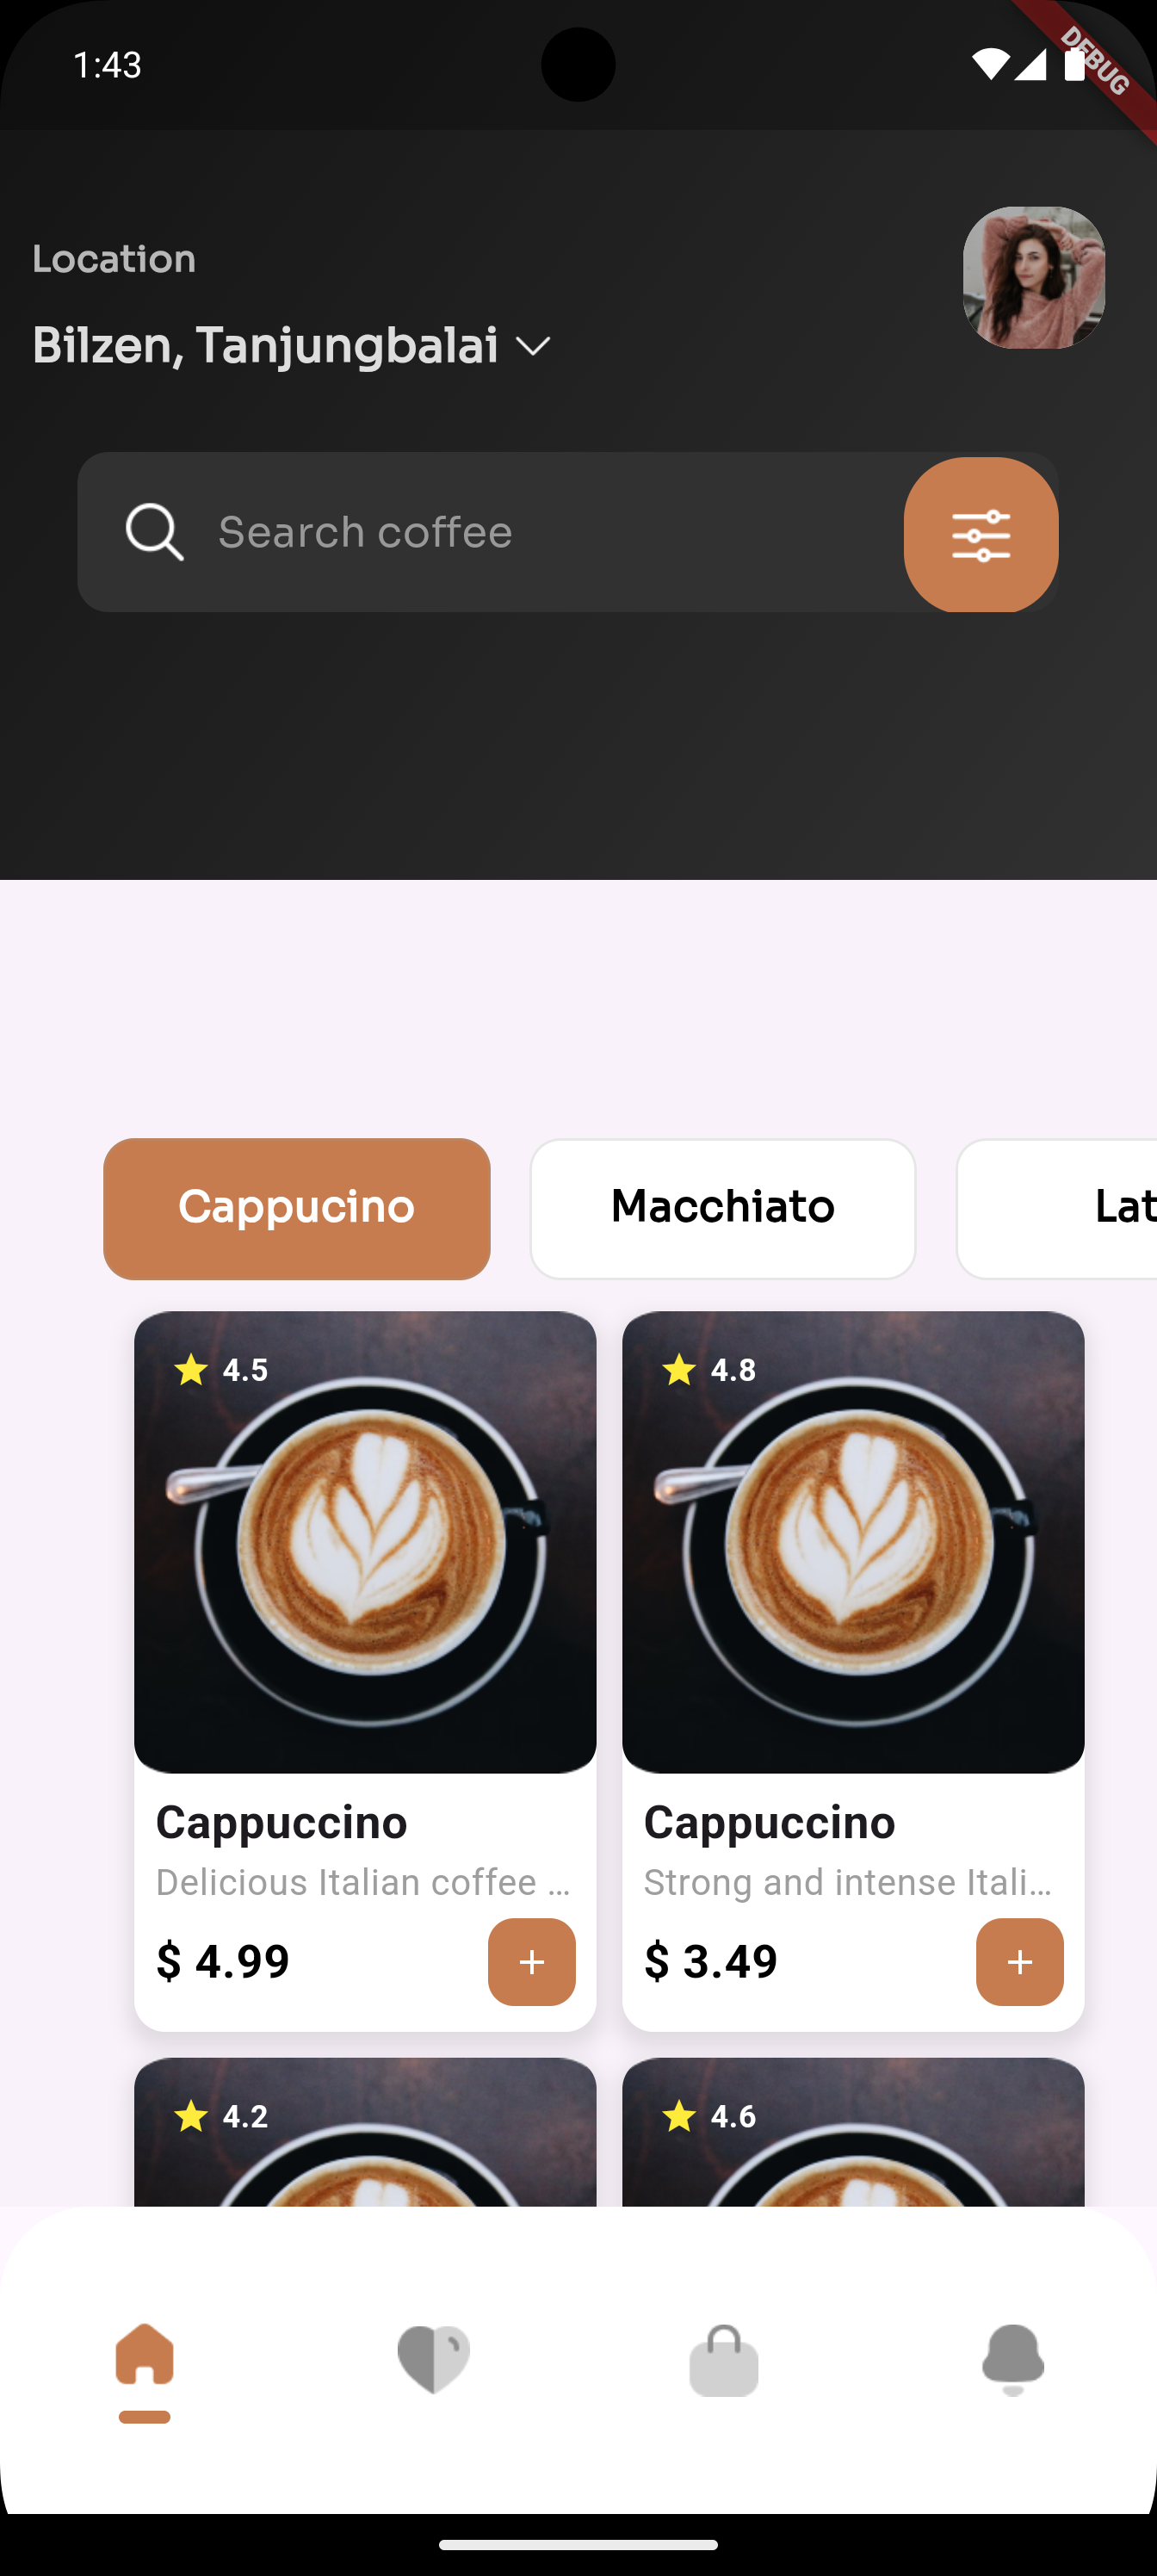 1:43
DEBUG
Location
Bilzen, Tanjungbalai
Search coffee
Cappucino
Macchiato
Lat
4.5
4.8
Cappuccino
Cappuccino
Delicious Italian coffee ...
Strong and intense Itali...
$ 4.99
+
$ 3.49
+
4.2
4.6